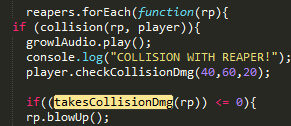 reapers.forEach(function(rp){
if (collision(rp, player)){
growlAudio.play();
console.log("COLLISION WITH REAPER!");
player.checkCollisionDmg(40,60,20);
if((takesCollisionDmg(rp)) <= 0){
rp.blowUp();